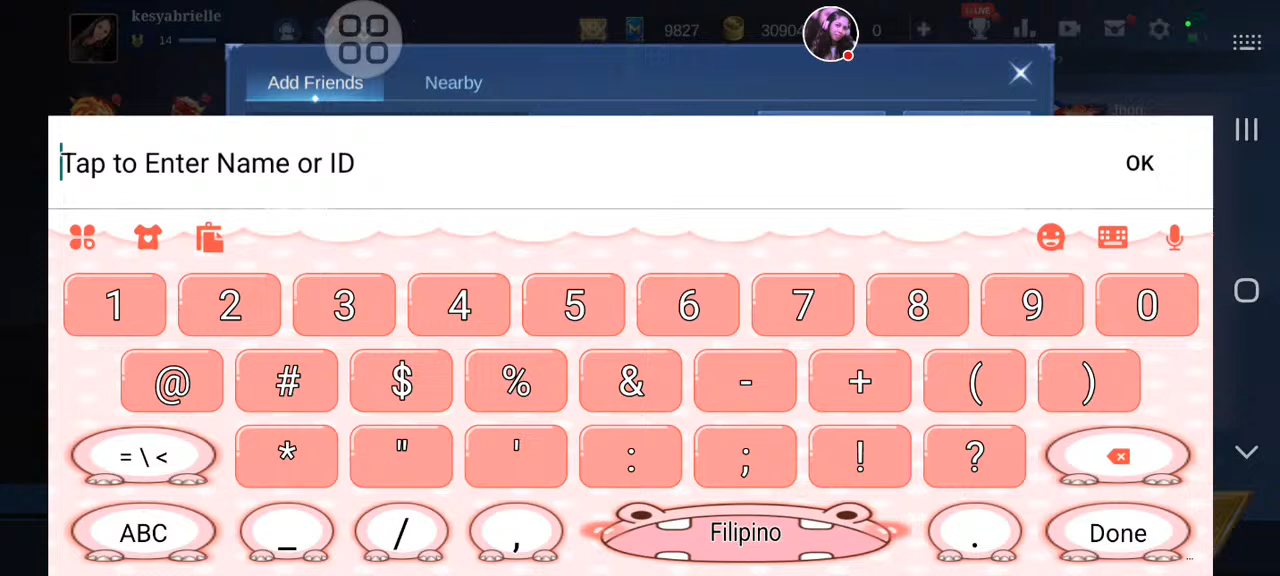 kesyabrielle
14
9827
30904
0
LIVE
Add Friends
Nearby
Tap to Enter Name or ID
OK
1 2 3 4 5 6 7 8 9 0
@ # $ % & - + ( )
= \ < * " ' : ; ! ?
ABC _ / , Filipino . Done